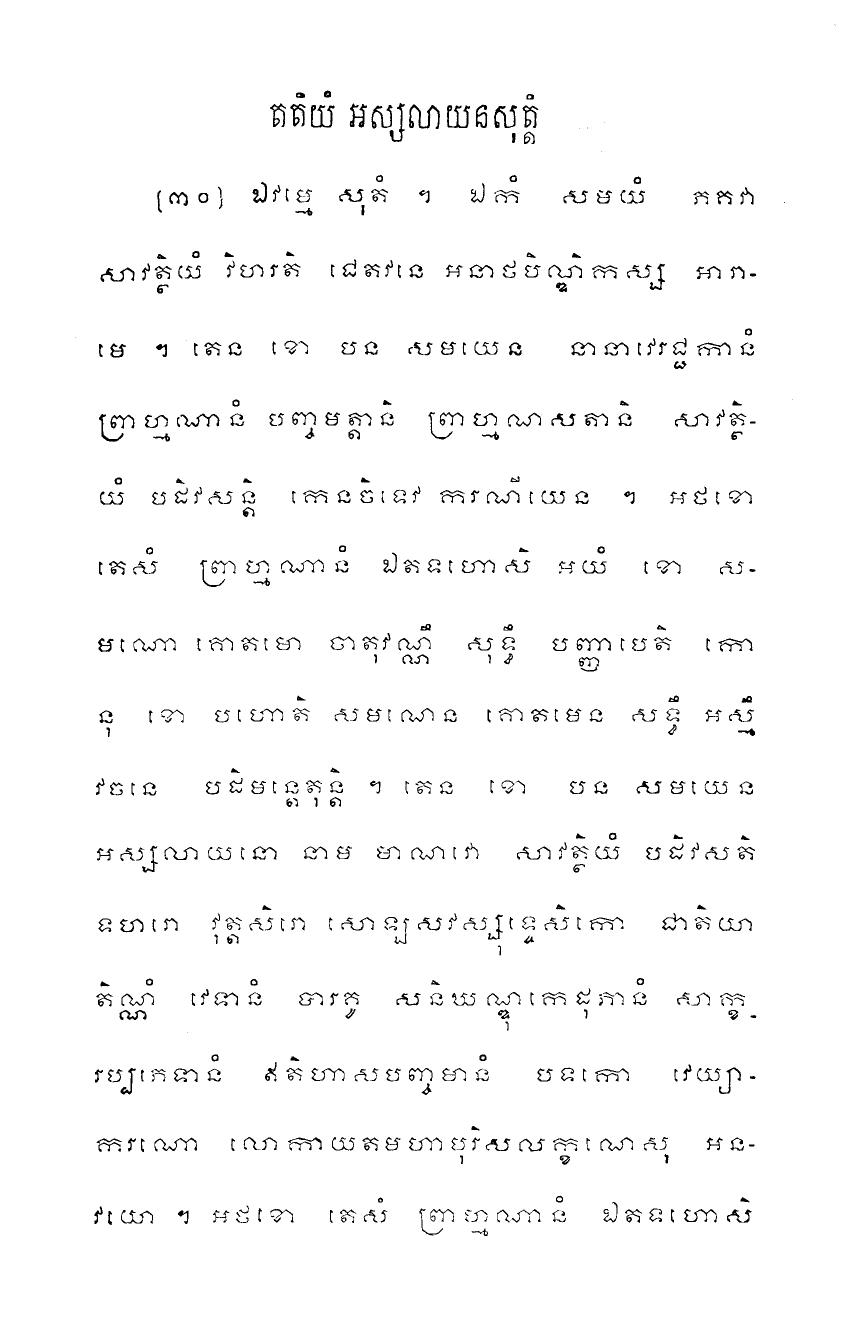 តតិយំ អស្សលាយនសុត្តំ
(៣០) ឯវម្មេ សុតំ ។ ឯកំ សមយំ ភគវា
សាវត្ថិយំ វិហរតិ ជេតវនេ អនាថបិណ្ឌិកស្ស អារា-
មេ ។ តេន ខោ បន សមយេន នានាវេរជ្ជកានំ
ព្រាហ្មណានំ បញ្ចមត្តានិ ព្រាហ្មណសតានិ សាវត្ថិ-
យំ បដិវសន្តិ កេនចិទេវ ករណីយេន ។ អថខោ
តេសំ ព្រាហ្មណានំ ឯតទហោសិ អយំ ខោ ស-
មណោ គោតមោ ចាតុវណ្ណឹ សុទ្ធឹ បញ្ញាបេតិ កោ
នុ ខោ បហោតិ សមណេន គោតមេន សទ្ធឹ អស្មឹ
វចនេ បដិមន្តេតុន្តិ ។ តេន ខោ បន សមយេន
អស្សលាយនោ នាម មាណវោ សាវត្ថិយំ បដិវសតិ
ទហរោ វុត្តសិរោ សោឡសវស្សុទ្ទេសិកោ ជាតិយា
តិណ្ណំ វេទានំ បារគូ សនិឃណ្ឌុកេដុភានំ សាក្ខ-
រប្បភេទានំ ឥតិហាសបញ្ចមានំ បទកោ វេយ្យា-
ករណោ លោកាយតមហាបុរិសលក្ខណេសុ អន-
វយោ ។ អថខោ តេសំ ព្រាហ្មណានំ ឯតទហោសិ